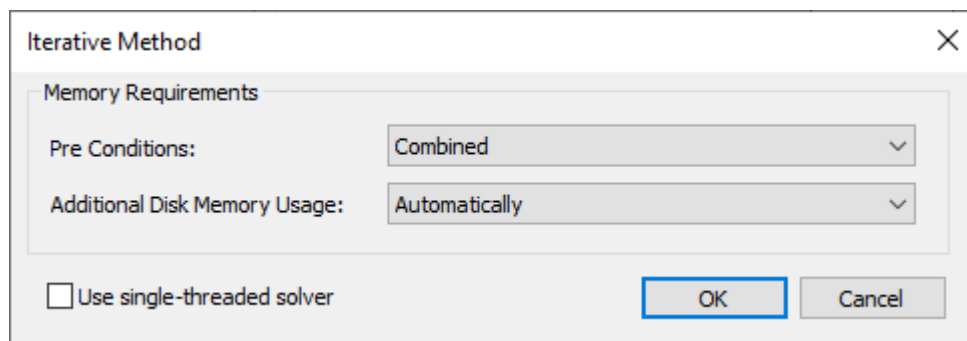 Iterative Method
Memory Requirements
Pre Conditions: Combined
Additional Disk Memory Usage: Automatically
Use single-threaded solver OK Cancel